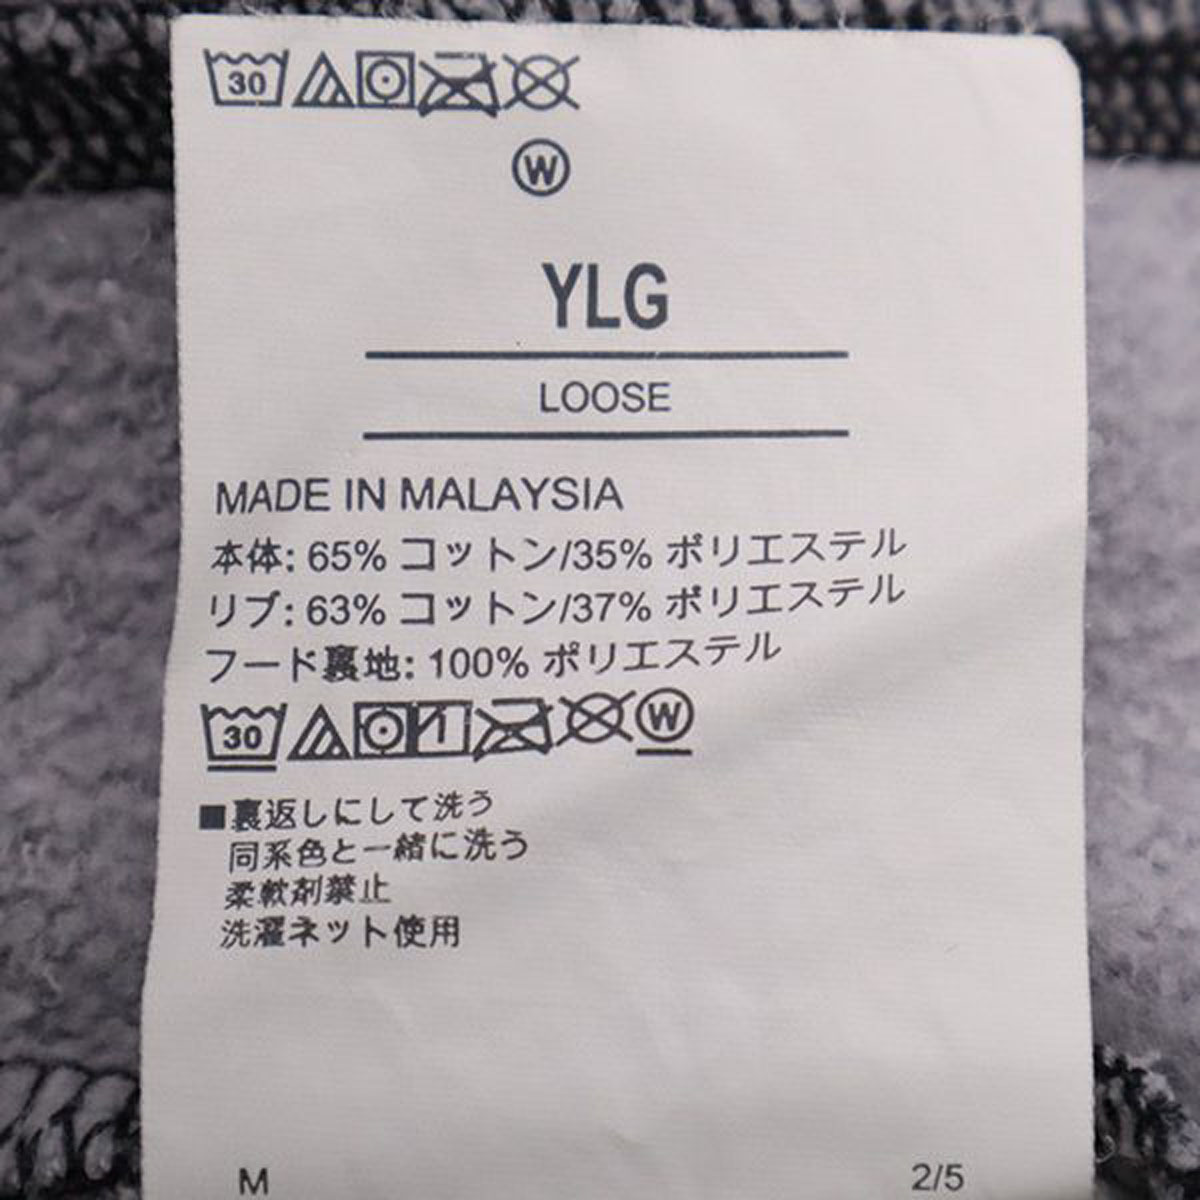 30
W
YLG
LOOSE
MADE IN MALAYSIA
本体: 65% コットン/35% ポリエステル
リブ: 63% コットン/37% ポリエステル
フード裏地: 100% ポリエステル
30 W
■裏返しにして洗う
同系色と一緒に洗う
柔軟剤禁止
洗濯ネット使用
M 2/5